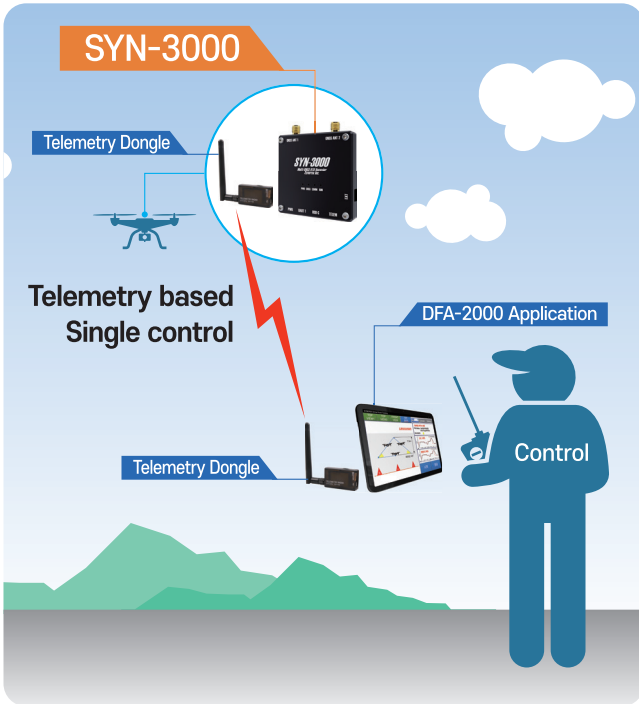 SYN-3000
Telemetry Dongle
SYN-3000
Telemetry based
Single control
DFA-2000 Application
Control
Telemetry Dongle